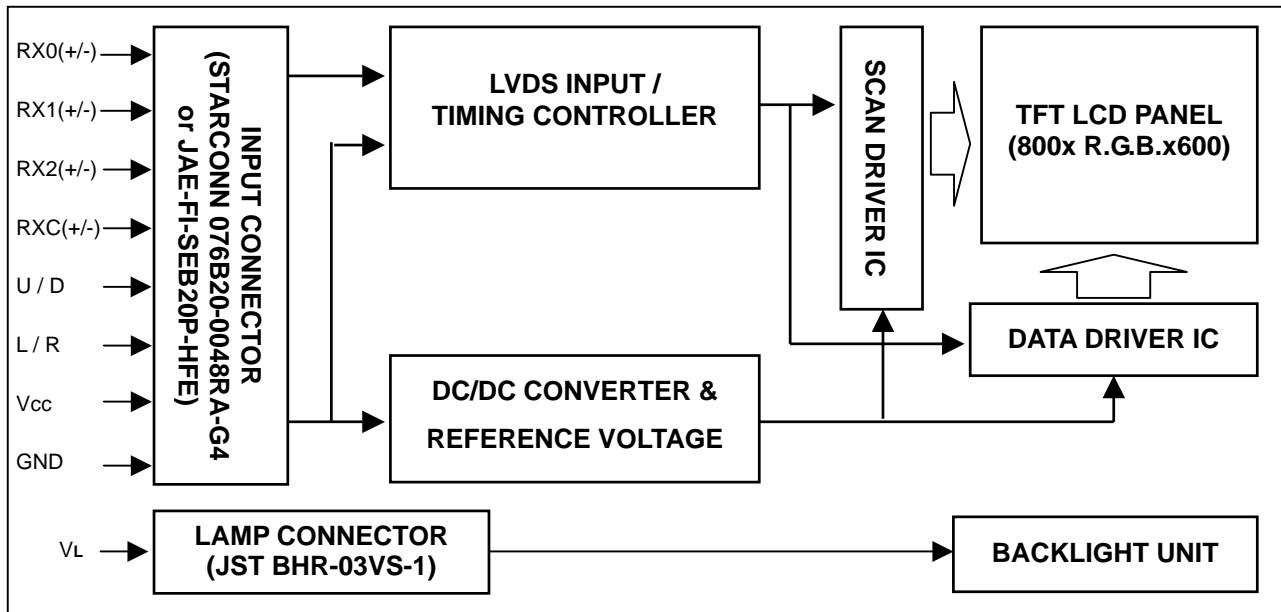 RX0(+/-)
RX1(+/-)
RX2(+/-)
RXC(+/-)
U / D
L / R
Vcc
GND
INPUT CONNECTOR
(STARCONN 076B20-0048RA-G4
or JAE-FI-SEB20P-HFE)
LVDS INPUT /
TIMING CONTROLLER
SCAN DRIVER IC
TFT LCD PANEL
(800x R.G.B.x600)
DATA DRIVER IC
DC/DC CONVERTER &
REFERENCE VOLTAGE
VL
LAMP CONNECTOR
(JST BHR-03VS-1)
BACKLIGHT UNIT